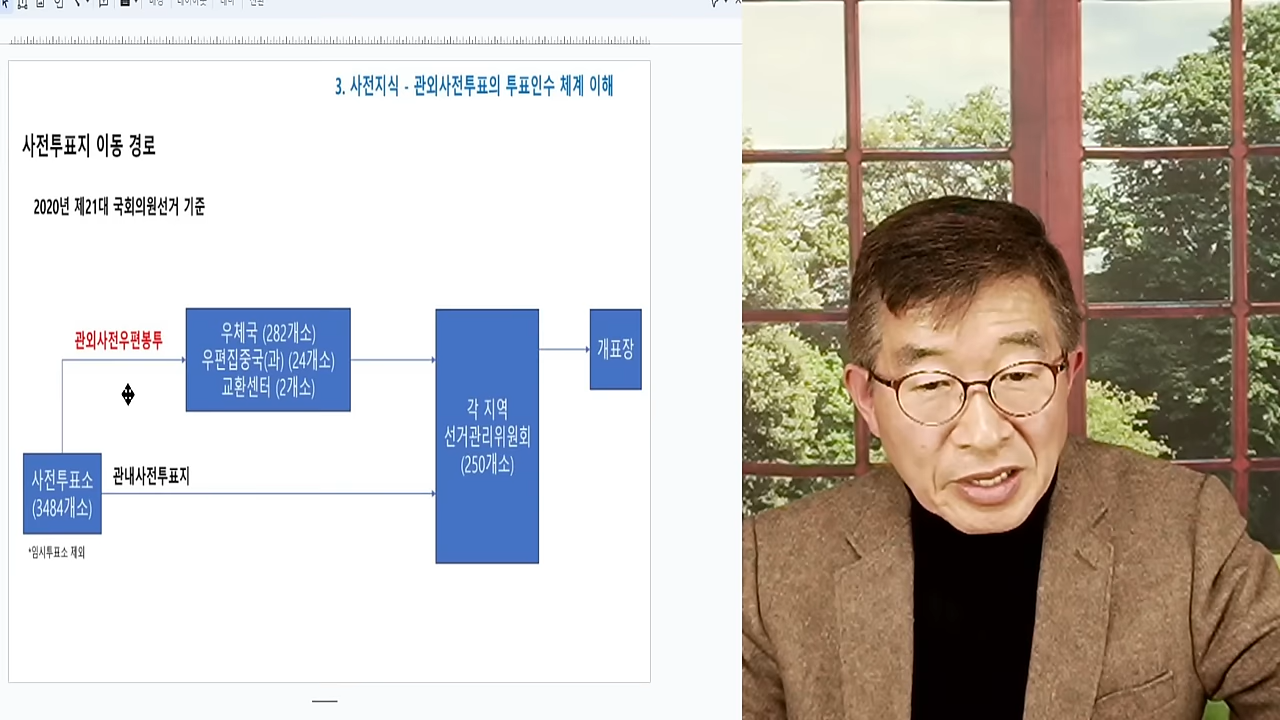 3. 사전지식 - 관외사전투표의 투표인수 체계 이해
사전투표지 이동 경로
2020년 제21대 국회의원선거 기준
관외사전우편봉투
우체국 (282개소)
우편집중국(과) (24개소)
교환센터 (2개소)
개표장
각 지역
선거관리위원회
(250개소)
사전투표소
(3484개소)
관내사전투표지
*임시투표소 제외